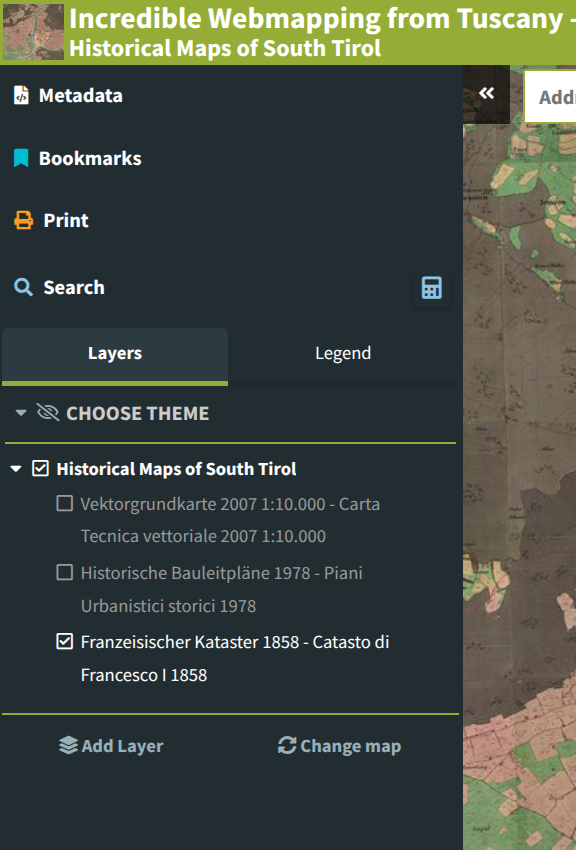 Incredible Webmapping from Tuscany -
Historical Maps of South Tirol
Metadata
Bookmarks
Print
Search
Layers
Legend
CHOOSE THEME
Historical Maps of South Tirol
Vektorgrundkarte 2007 1:10.000 - Carta
Tecnica vettoriale 2007 1:10.000
Historische Bauleitpläne 1978 - Piani
Urbanistici storici 1978
Franzeisischer Kataster 1858 - Catasto di
Francesco I 1858
Add Layer
Change map